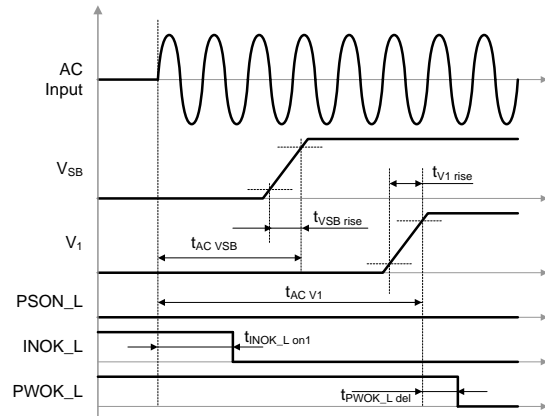 AC
Input
VSB
tV1 rise
tVSB rise
V1
tAC VSB
tAC V1
PSON_L
tINOK_L on1
INOK_L
PWOK_L
tPWOK_L del